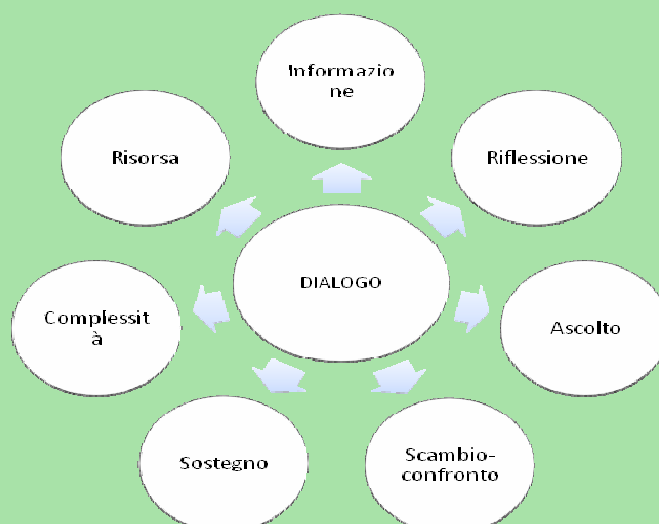 Informazio
ne
Risorsa
Riflessione
DIALOGO
Complessit
à
Ascolto
Sostegno
Scambio-
confronto